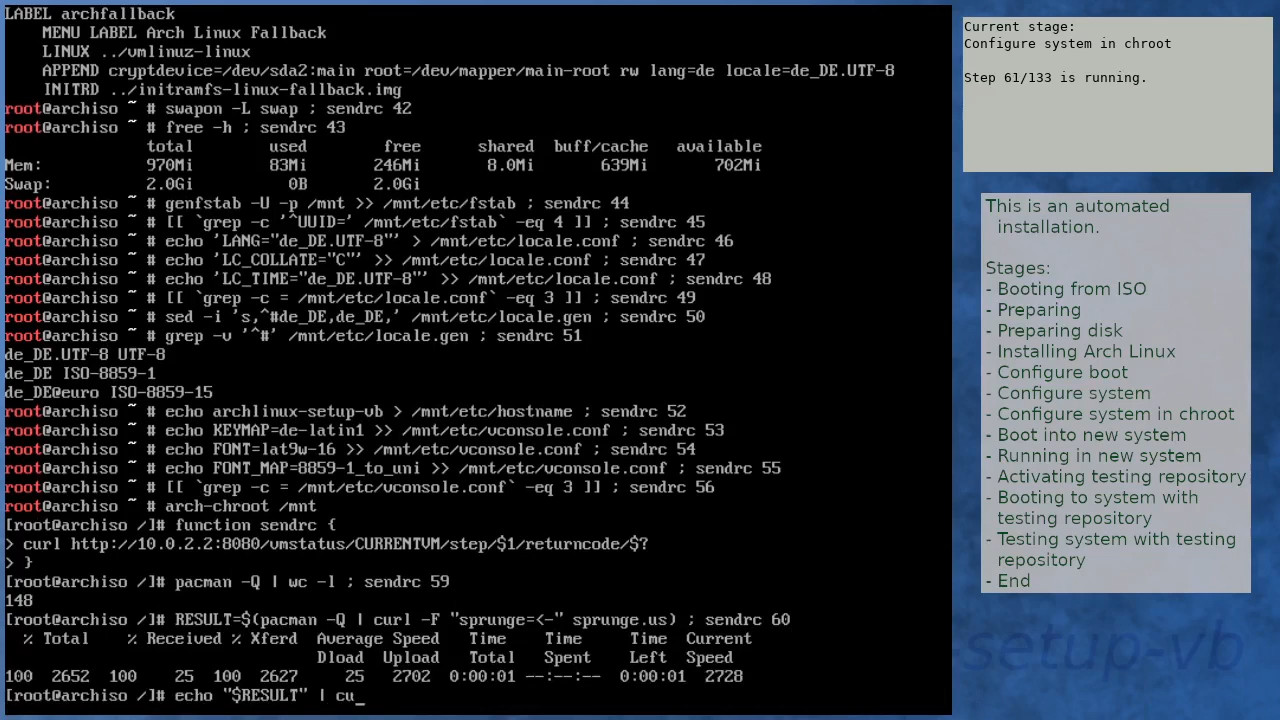 LABEL archfallback
    MENU LABEL Arch Linux Fallback
    LINUX ../vmlinuz-linux
    APPEND cryptdevice=/dev/sda2:main root=/dev/mapper/main-root rw lang=de locale=de_DE.UTF-8
    INITRD ../initramfs-linux-fallback.img
root@archiso ~ # swapon -L swap ; sendrc 42
root@archiso ~ # free -h ; sendrc 43
               total        used        free      shared  buff/cache   available
Mem:           970Mi        83Mi       246Mi       8.0Mi       639Mi       702Mi
Swap:          2.0Gi          0B       2.0Gi
root@archiso ~ # genfstab -U -p /mnt >> /mnt/etc/fstab ; sendrc 44
root@archiso ~ # [[ `grep -c '^UUID=' /mnt/etc/fstab` -eq 4 ]] ; sendrc 45
root@archiso ~ # echo 'LANG="de_DE.UTF-8"' > /mnt/etc/locale.conf ; sendrc 46
root@archiso ~ # echo 'LC_COLLATE="C"' >> /mnt/etc/locale.conf ; sendrc 47
root@archiso ~ # echo 'LC_TIME="de_DE.UTF-8"' >> /mnt/etc/locale.conf ; sendrc 48
root@archiso ~ # [[ `grep -c = /mnt/etc/locale.conf` -eq 3 ]] ; sendrc 49
root@archiso ~ # sed -i 's,^#de_DE,de_DE,' /mnt/etc/locale.gen ; sendrc 50
root@archiso ~ # grep -v '^#' /mnt/etc/locale.gen ; sendrc 51
de_DE.UTF-8 UTF-8
de_DE ISO-8859-1
de_DE@euro ISO-8859-15
root@archiso ~ # echo archlinux-setup-vb > /mnt/etc/hostname ; sendrc 52
root@archiso ~ # echo KEYMAP=de-latin1 >> /mnt/etc/vconsole.conf ; sendrc 53
root@archiso ~ # echo FONT=lat9w-16 >> /mnt/etc/vconsole.conf ; sendrc 54
root@archiso ~ # echo FONT_MAP=8859-1_to_uni >> /mnt/etc/vconsole.conf ; sendrc 55
root@archiso ~ # [[ `grep -c = /mnt/etc/vconsole.conf` -eq 3 ]] ; sendrc 56
root@archiso ~ # arch-chroot /mnt
[root@archiso /]# function sendrc {
> curl http://10.0.2.2:8080/vmstatus/CURRENTVM/step/$1/returncode/$?
> }
[root@archiso /]# pacman -Q | wc -l ; sendrc 59
148
[root@archiso /]# RESULT=$(pacman -Q | curl -F "sprunge=<-" sprunge.us) ; sendrc 60
  % Total    % Received % Xferd  Average Speed   Time    Time     Time  Current
                                 Dload  Upload   Total   Spent    Left  Speed
100  2652  100    25  100  2627     25   2702  0:00:01 --:--:--  0:00:01  2728
[root@archiso /]# echo "$RESULT" | cu_
Current stage:
Configure system in chroot
Step 61/133 is running.
This is an automated
installation.
Stages:
- Booting from ISO
- Preparing
- Preparing disk
- Installing Arch Linux
- Configure boot
- Configure system
- Configure system in chroot
- Boot into new system
- Running in new system
- Activating testing repository
- Booting to system with
testing repository
- Testing system with testing
repository
- End
-setup-vb